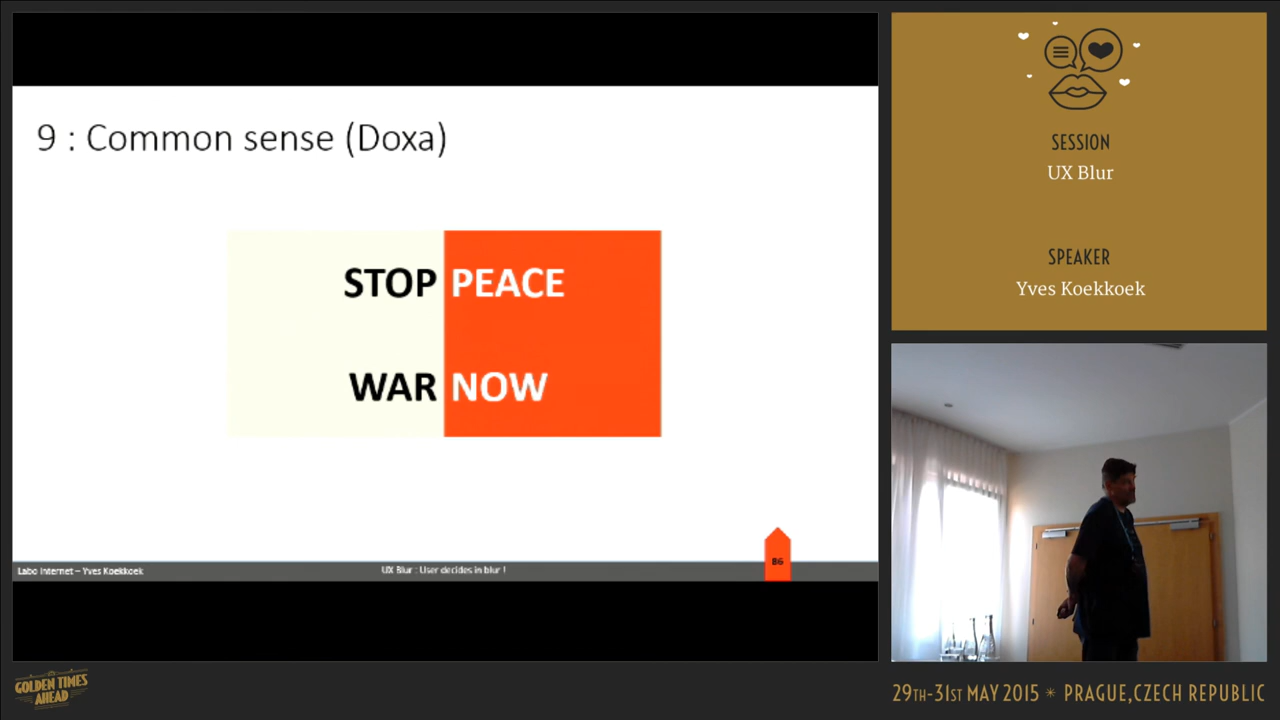 9 : Common sense (Doxa)
STOP PEACE
WAR NOW
86
Labo Internet – Yves Koekkoek
UX Blur : User decides in blur !
SESSION
UX Blur
SPEAKER
Yves Koekkoek
GOLDEN TIMES
AHEAD
29TH-31ST MAY 2015 * PRAGUE, CZECH REPUBLIC